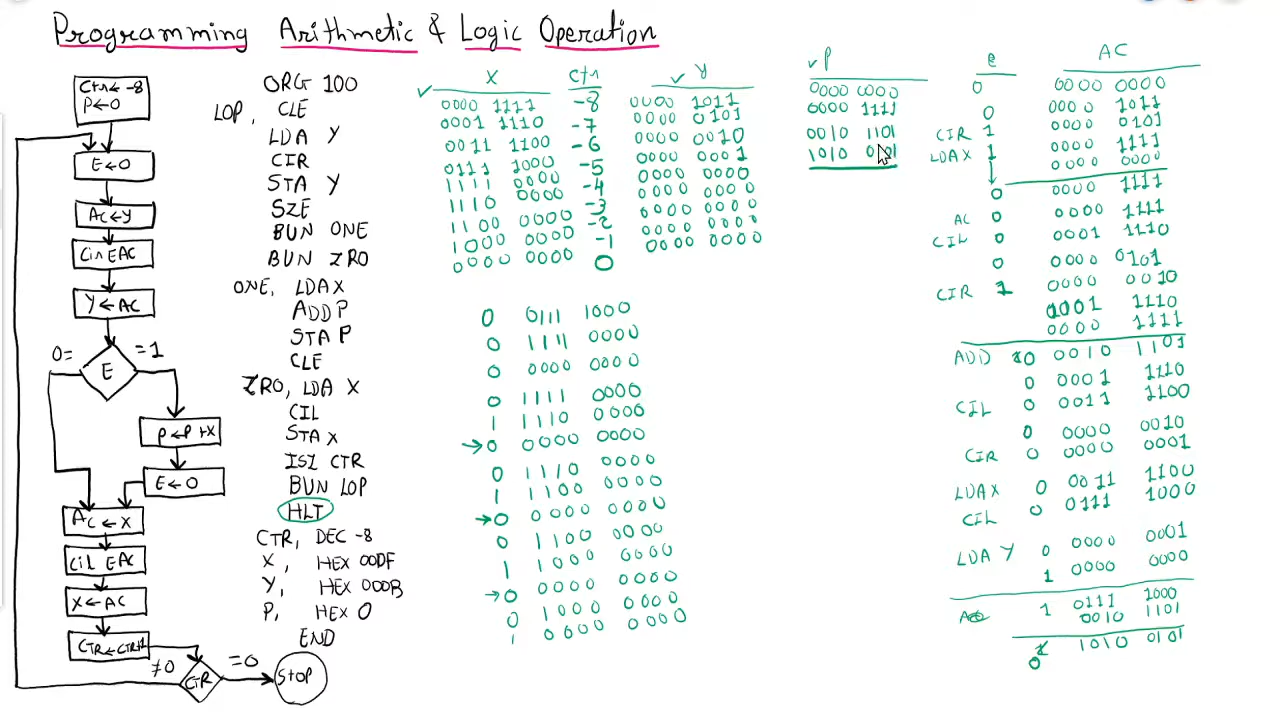 Programming Arithmetic & Logic Operation
Ctr ← -8
P ← 0
E ← 0
AC ← Y
Cir EAC
Y ← AC
0=
=1
E
P ← P + X
E ← 0
AC ← X
Cil EAC
X ← AC
CTR ← CTR+1
≠0
CTR
=0
STOP
ORG 100
LOP, CLE
LDA Y
CIR
STA Y
SZE
BUN ONE
BUN ZRO
ONE, LDAX
ADD P
STA P
CLE
ZRO, LDA X
CIL
STA X
ISZ CTR
BUN LOP
HLT
CTR, DEC -8
X, HEX 000F
Y, HEX 000B
P, HEX 0
END
X Ctr Y
0000 1111 -8 0000 1011
0001 1110 -7 0000 0101
0011 1100 -6 0000 0010
0111 1000 -5 0000 0001
1111 0000 -4 0000 0000
1110 0000 -3 0000 0000
1100 0000 -2 0000 0000
1000 0000 -1 0000 0000
0000 0000 0
0 0111 1000
0 1111 0000
0 0000 0000
0 1111 0000
1 1110 0000
→0 0000 0000
0 1110 0000
1 1100 0000
→0 0000 0000
0 1100 0000
1 1000 0000
→0 0000 0000
0 1000 0000
1 0000 0000
P
0000 0000
0000 1111
0010 1101
1010 0101
e AC
0 0000 0000
0 0000 1011
CIR 1 0000 0101
LDAX 1 0000 1111
0000 0000
0 0000 1111
AC 0 0000 1111
CIL 0 0001 1110
0 0000 0101
CIR 1 0000 0010
1001 1110
0000 1111
ADD 0 0010 1101
0 0001 1110
CIL 0 0011 1100
0 0000 0010
CIR 0 0000 0001
LDAX 0 0011 1100
CIL 0 0111 1000
LDA Y 0 0000 0001
1 0000 0000
1 0111 1000
0010 1101
0 1010 0101